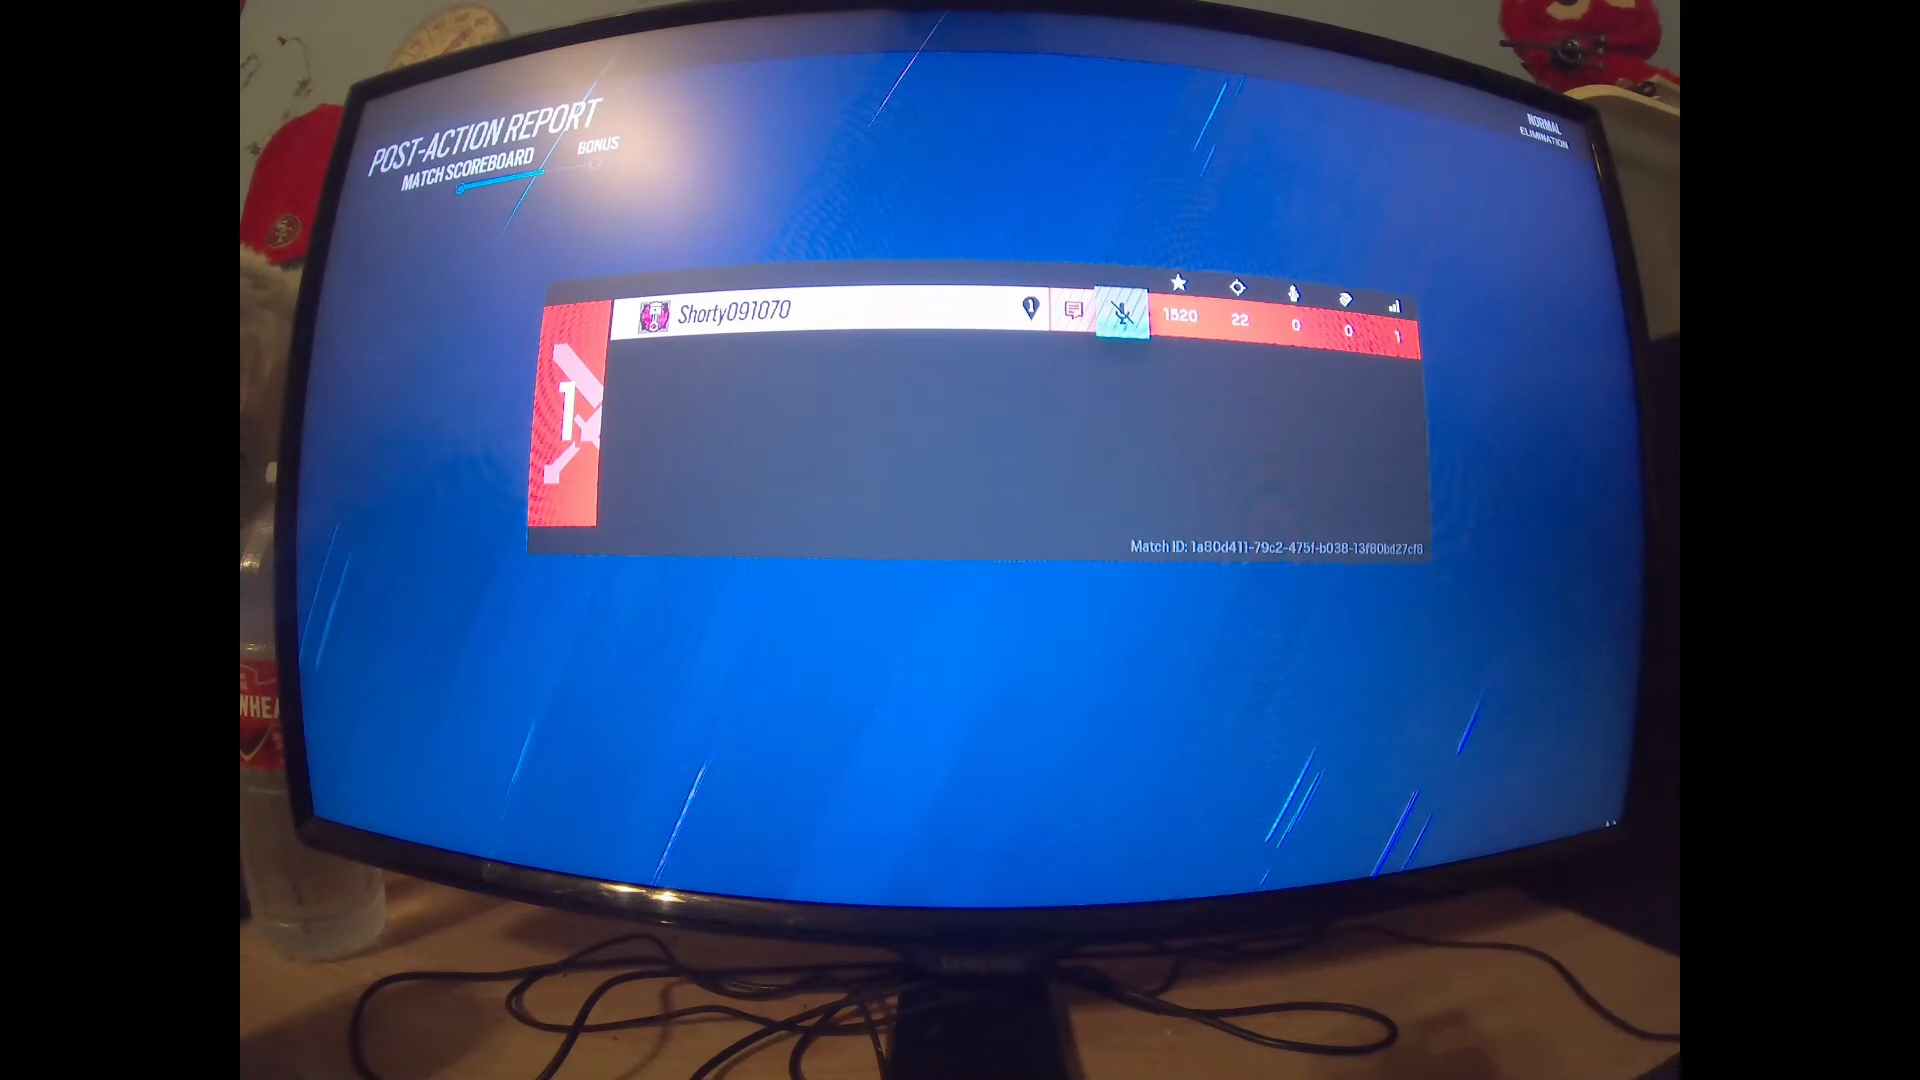 POST-ACTION REPORT
MATCH SCOREBOARD
BONUS
NORMAL
ELIMINATION
Shorty091070
1
1520
22
0
0
1
1
Match ID: 1a80d411-79c2-475f-b038-13f80bd27cf8